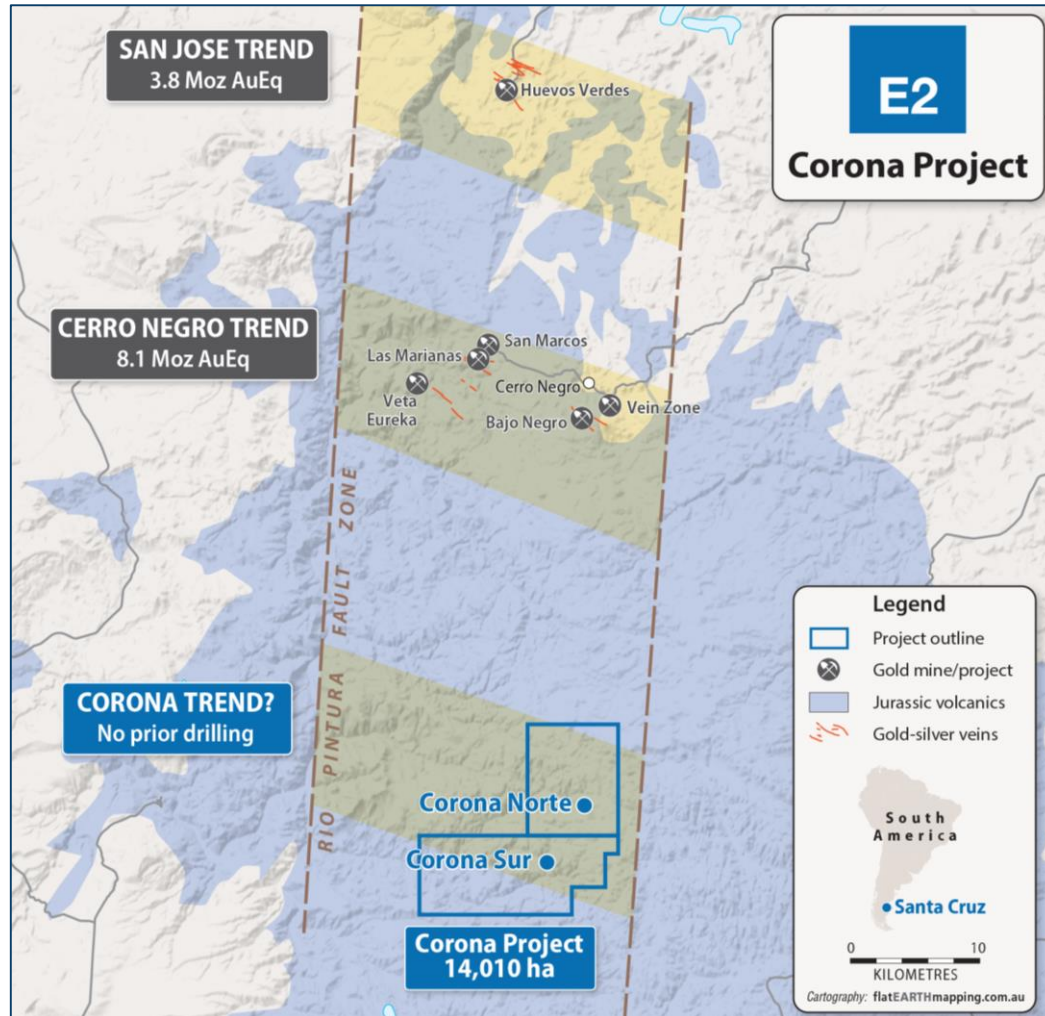 SAN JOSE TREND
3.8 Moz AuEq
Huevos Verdes
E2
Corona Project
CERRO NEGRO TREND
8.1 Moz AuEq
San Marcos
Las Marianas
Cerro Negro
Veta
Eureka
Vein Zone
Bajo Negro
RIO PINTURA FAULT ZONE
CORONA TREND?
No prior drilling
Corona Norte
Corona Sur
Corona Project
14,010 ha
Legend
Project outline
Gold mine/project
Jurassic volcanics
Gold-silver veins
South
America
Santa Cruz
0 10
KILOMETRES
Cartography: flatEARTHmapping.com.au